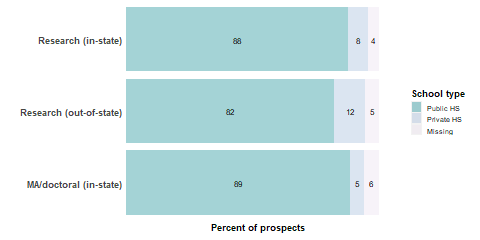 Research (in-state)
88
8
4
Research (out-of-state)
82
12
5
MA/doctoral (in-state)
89
5
6
Percent of prospects
School type
Public HS
Private HS
Missing